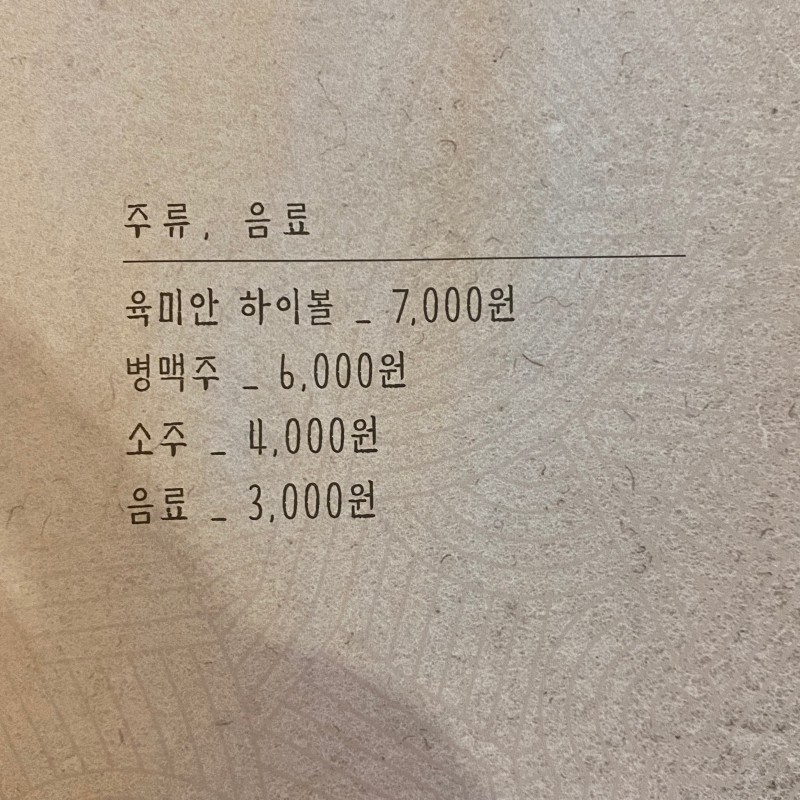 주류, 음료
육미안 하이볼 _ 7,000원
병맥주 _ 6,000원
소주 _ 4,000원
음료 _ 3,000원